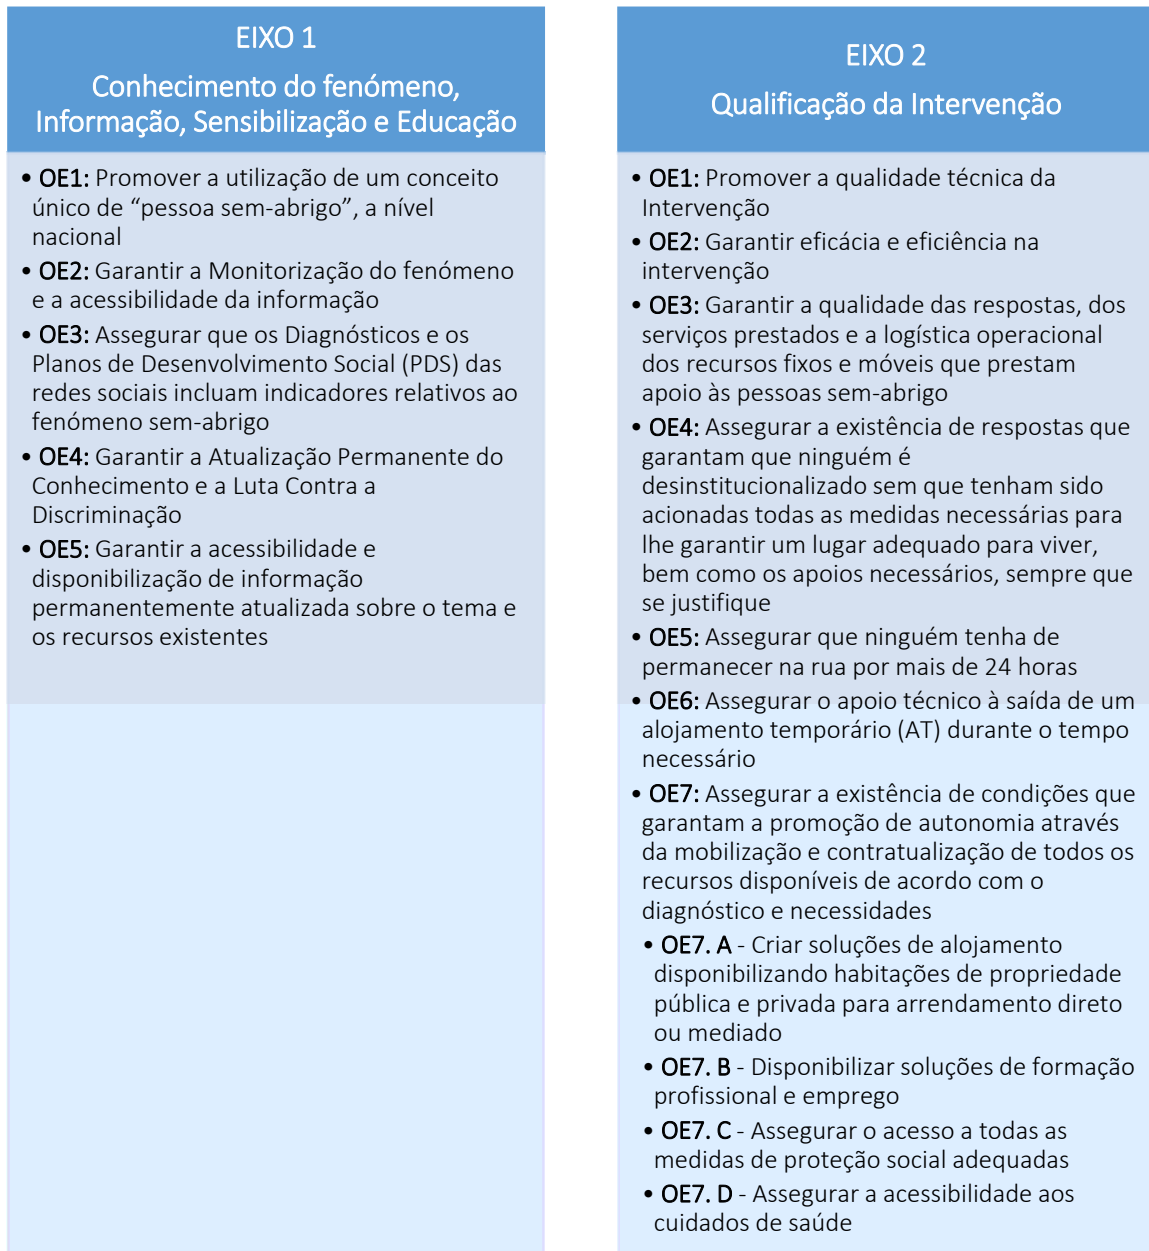 EIXO 1
Conhecimento do fenómeno,
Informação, Sensibilização e Educação
• OE1: Promover a utilização de um conceito
único de “pessoa sem-abrigo”, a nível
nacional
• OE2: Garantir a Monitorização do fenómeno
e a acessibilidade da informação
• OE3: Assegurar que os Diagnósticos e os
Planos de Desenvolvimento Social (PDS) das
redes sociais incluam indicadores relativos ao
fenómeno sem-abrigo
• OE4: Garantir a Atualização Permanente do
Conhecimento e a Luta Contra a
Discriminação
• OE5: Garantir a acessibilidade e
disponibilização de informação
permanentemente atualizada sobre o tema e
os recursos existentes
EIXO 2
Qualificação da Intervenção
• OE1: Promover a qualidade técnica da
Intervenção
• OE2: Garantir eficácia e eficiência na
intervenção
• OE3: Garantir a qualidade das respostas, dos
serviços prestados e a logística operacional
dos recursos fixos e móveis que prestam
apoio às pessoas sem-abrigo
• OE4: Assegurar a existência de respostas que
garantam que ninguém é
desinstitucionalizado sem que tenham sido
acionadas todas as medidas necessárias para
lhe garantir um lugar adequado para viver,
bem como os apoios necessários, sempre que
se justifique
• OE5: Assegurar que ninguém tenha de
permanecer na rua por mais de 24 horas
• OE6: Assegurar o apoio técnico à saída de um
alojamento temporário (AT) durante o tempo
necessário
• OE7: Assegurar a existência de condições que
garantam a promoção de autonomia através
da mobilização e contratualização de todos os
recursos disponíveis de acordo com o
diagnóstico e necessidades
• OE7. A - Criar soluções de alojamento
disponibilizando habitações de propriedade
pública e privada para arrendamento direto
ou mediado
• OE7. B - Disponibilizar soluções de formação
profissional e emprego
• OE7. C - Assegurar o acesso a todas as
medidas de proteção social adequadas
• OE7. D - Assegurar a acessibilidade aos
cuidados de saúde